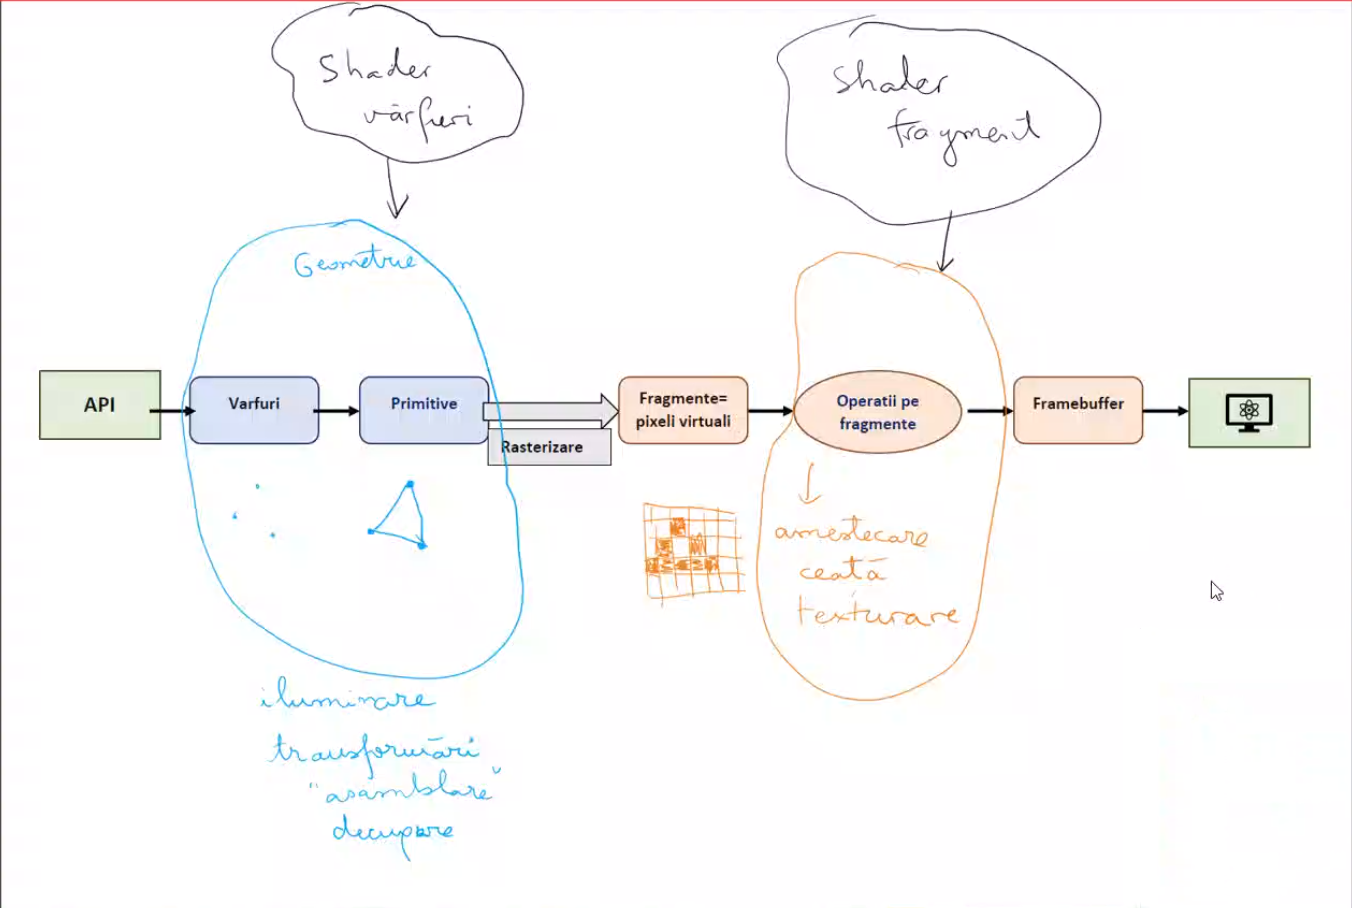 Shader
vârfuri
Shader
fragment
Geometrie
API
Varfuri
Primitive
Rasterizare
Fragmente=
pixeli virtuali
Operatii pe
fragmente
Framebuffer
amestecare
ceată
texturare
iluminare
transformări
"asamblare"
decupare